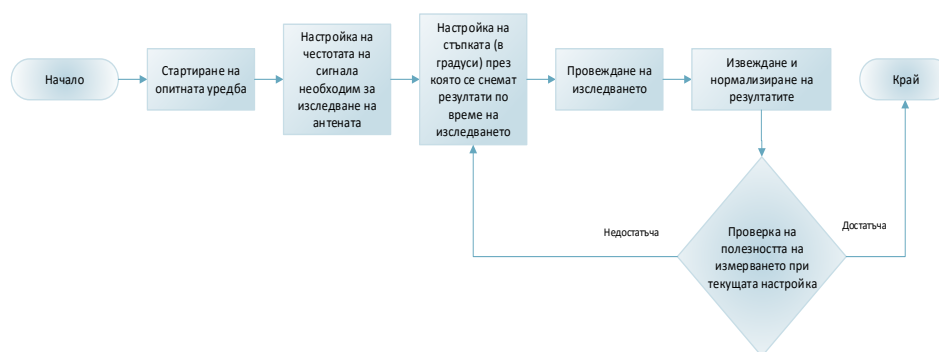 Начало
Стартиране на
опитната уредба
Настройка на
честотата на
сигнала
необходим за
изследване на
антената
Настройка на
стъпката (в
градуси) през
която се снемат
резултати по
време на
изследването
Провеждане на
изследването
Извеждане и
нормализиране на
резултатите
Край
Недостатъча
Достатъча
Проверка на
полезността на
измерването при
текущата настройка